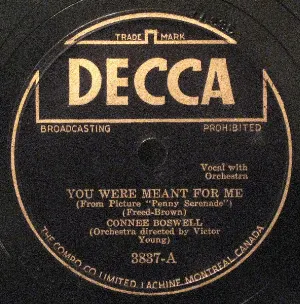 TRADE MARK
DECCA
BROADCASTING PROHIBITED
Vocal with
Orchestra
YOU WERE MEANT FOR ME
(From Picture "Penny Serenade")
(Freed-Brown)
CONNEE BOSWELL
(Orchestra directed by Victor
Young)
3837-A
THE COMPO CO. LIMITED, LACHINE, MONTREAL, CANADA